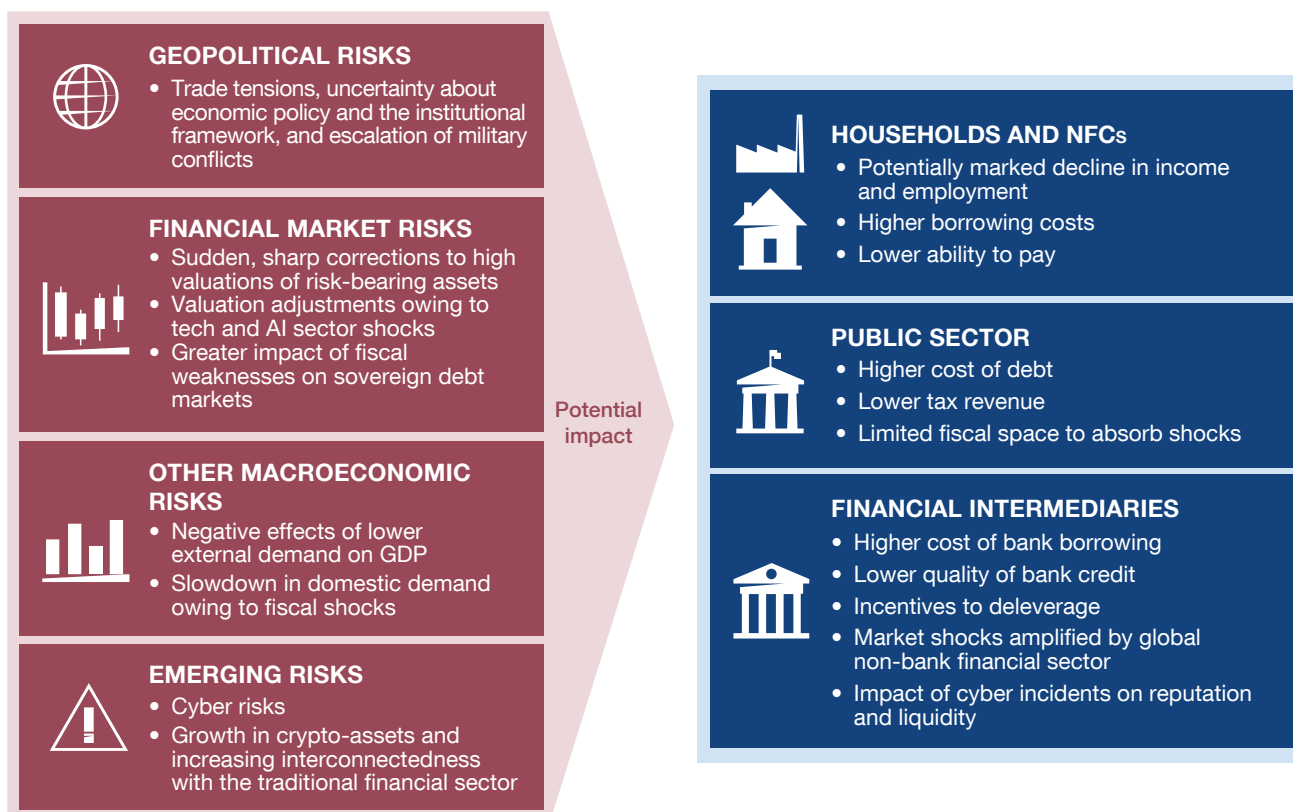 GEOPOLITICAL RISKS
• Trade tensions, uncertainty about
economic policy and the institutional
framework, and escalation of military
conflicts
FINANCIAL MARKET RISKS
• Sudden, sharp corrections to high
valuations of risk-bearing assets
• Valuation adjustments owing to
tech and AI sector shocks
• Greater impact of fiscal
weaknesses on sovereign debt
markets
OTHER MACROECONOMIC
RISKS
• Negative effects of lower
external demand on GDP
• Slowdown in domestic demand
owing to fiscal shocks
EMERGING RISKS
• Cyber risks
• Growth in crypto-assets and
increasing interconnectedness
with the traditional financial sector
Potential
impact
HOUSEHOLDS AND NFCs
• Potentially marked decline in income
and employment
• Higher borrowing costs
• Lower ability to pay
PUBLIC SECTOR
• Higher cost of debt
• Lower tax revenue
• Limited fiscal space to absorb shocks
FINANCIAL INTERMEDIARIES
• Higher cost of bank borrowing
• Lower quality of bank credit
• Incentives to deleverage
• Market shocks amplified by global
non-bank financial sector
• Impact of cyber incidents on reputation
and liquidity